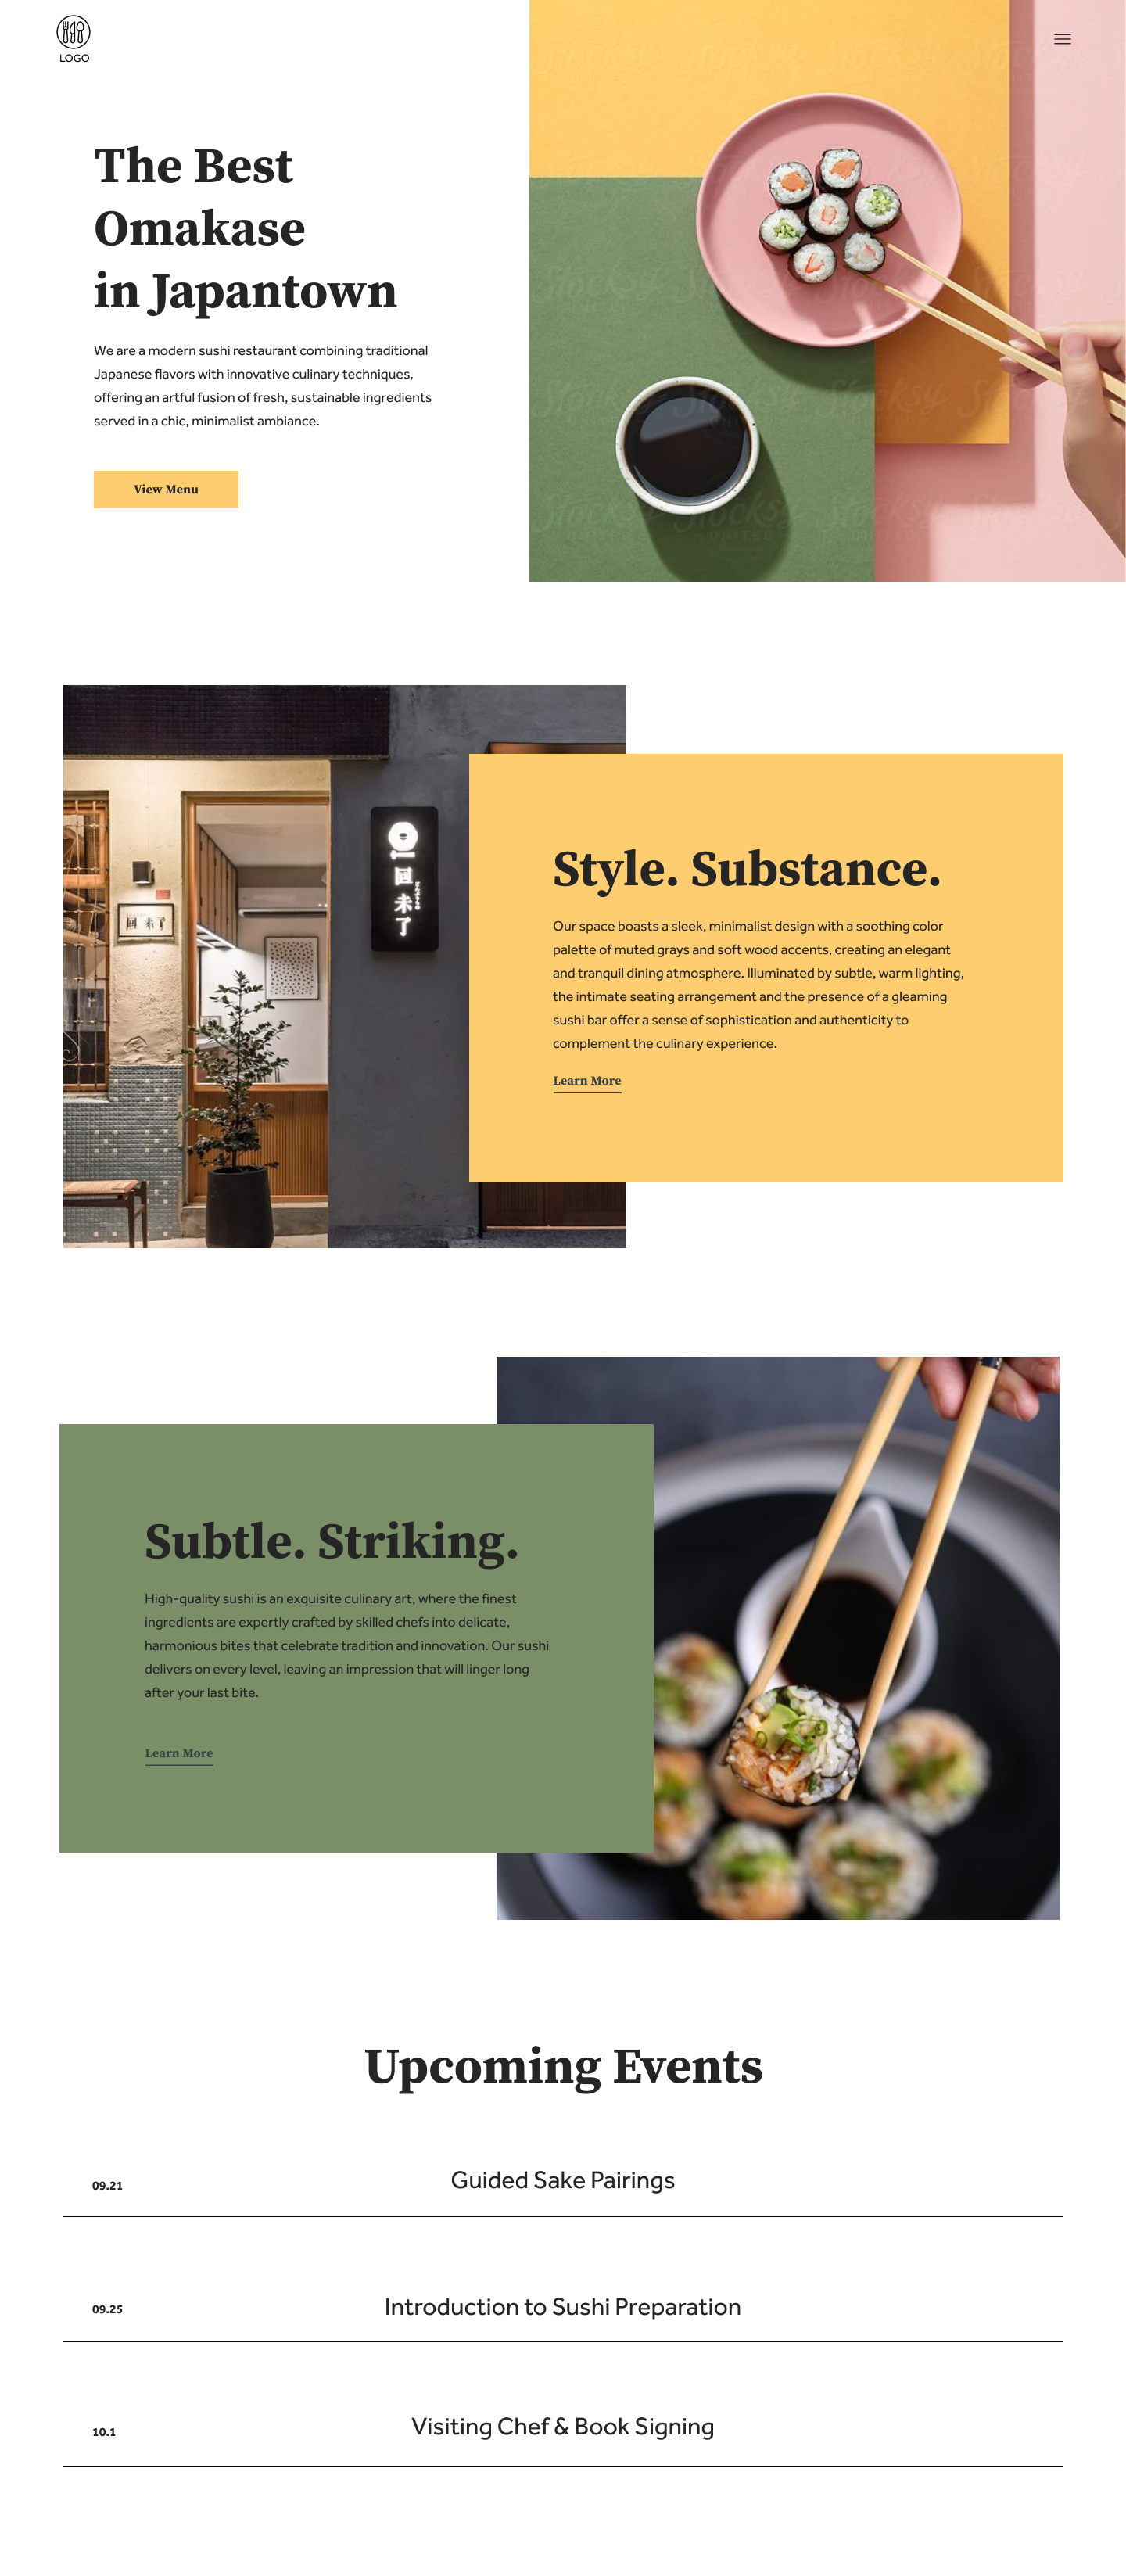 LOGO
The Best
Omakase
in Japantown
We are a modern sushi restaurant combining traditional
Japanese flavors with innovative culinary techniques,
offering an artful fusion of fresh, sustainable ingredients
served in a chic, minimalist ambiance.
View Menu
Stocksy
UNITED
回
未
了
回未了
Style. Substance.
Our space boasts a sleek, minimalist design with a soothing color
palette of muted grays and soft wood accents, creating an elegant
and tranquil dining atmosphere. Illuminated by subtle, warm lighting,
the intimate seating arrangement and the presence of a gleaming
sushi bar offer a sense of sophistication and authenticity to
complement the culinary experience.
Learn More
Subtle. Striking.
High-quality sushi is an exquisite culinary art, where the finest
ingredients are expertly crafted by skilled chefs into delicate,
harmonious bites that celebrate tradition and innovation. Our sushi
delivers on every level, leaving an impression that will linger long
after your last bite.
Learn More
Upcoming Events
09.21 Guided Sake Pairings
09.25 Introduction to Sushi Preparation
10.1 Visiting Chef & Book Signing